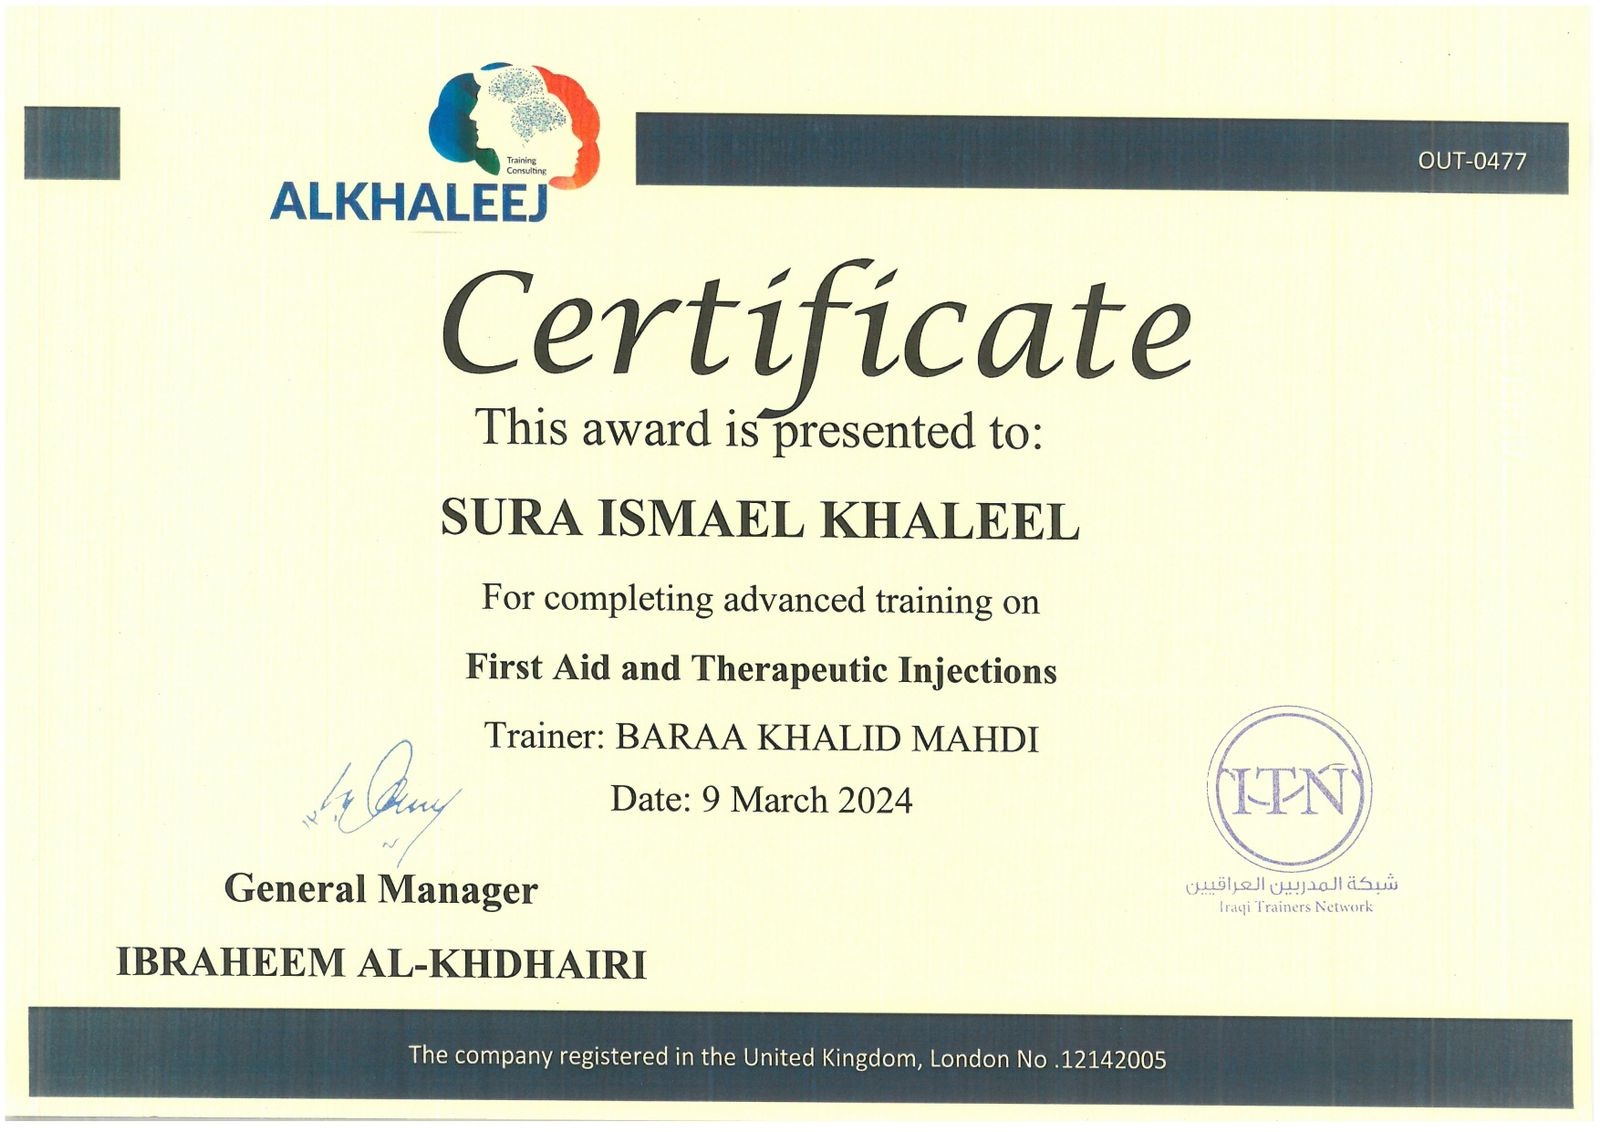 Training
Consulting
ALKHALEEJ
OUT-0477
Certificate
This award is presented to:
SURA ISMAEL KHALEEL
For completing advanced training on
First Aid and Therapeutic Injections
Trainer: BARAA KHALID MAHDI
Date: 9 March 2024
General Manager
IBRAHEEM AL-KHDHAIRI
ITN
شبكة المدربين العراقيين
Iraqi Trainers Network
The company registered in the United Kingdom, London No .12142005